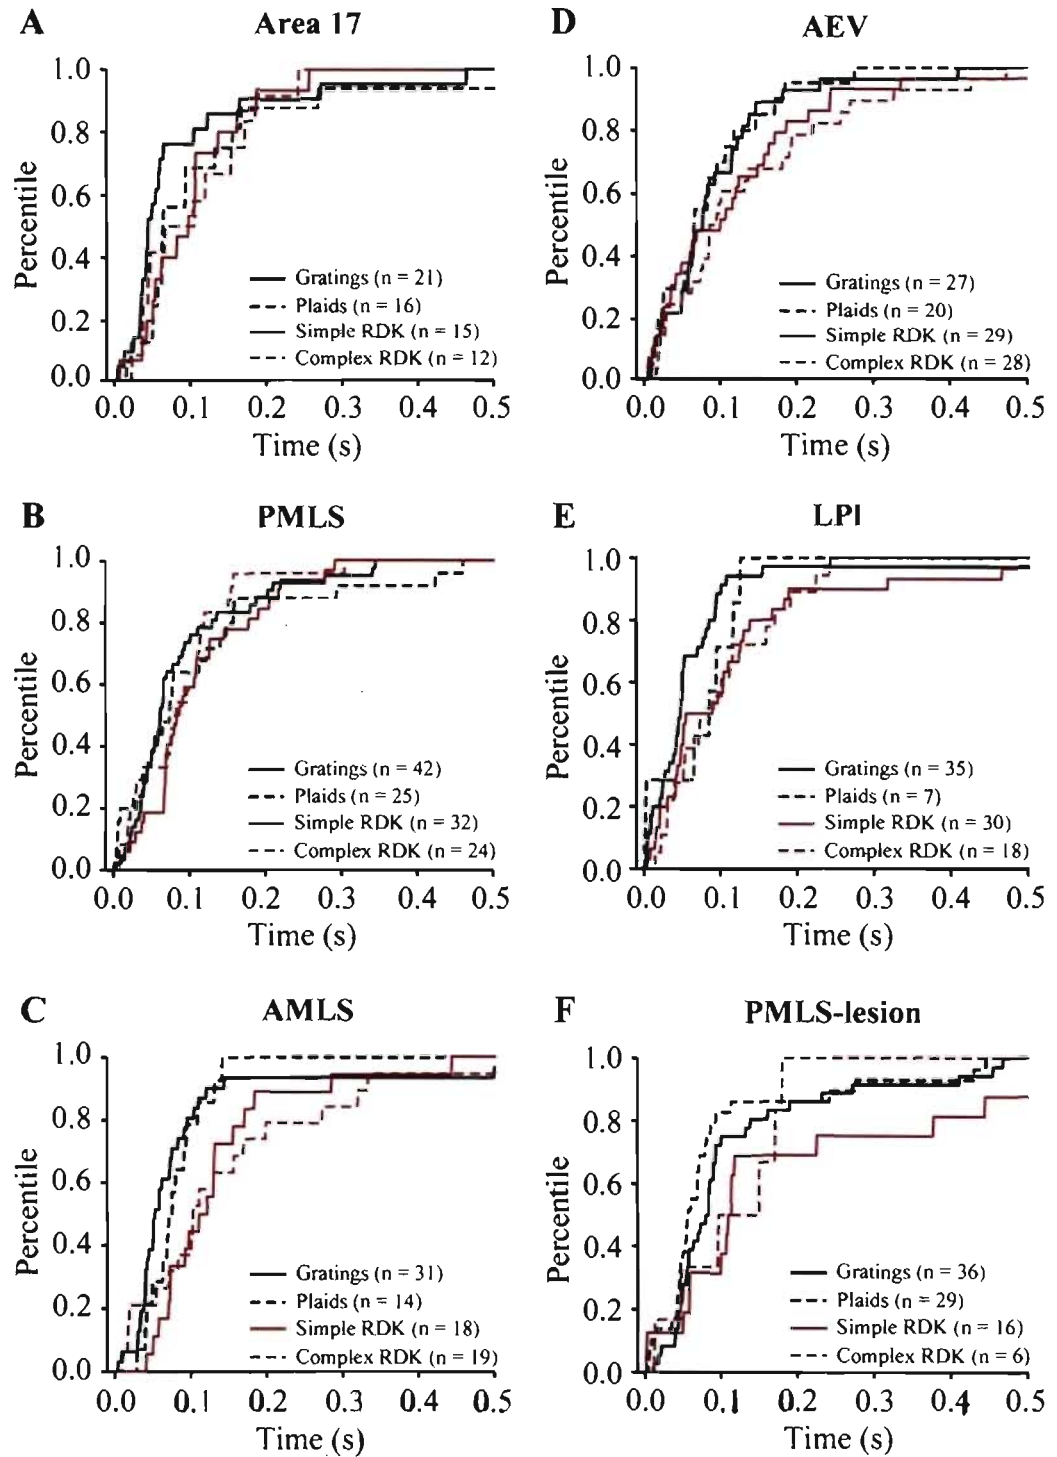 A
Area 17
1.0
0.8
0.6
0.4
0.2
0.0
Percentile
Gratings (n = 21)
Plaids (n = 16)
Simple RDK (n = 15)
Complex RDK (n = 12)
0.0 0.1 0.2 0.3 0.4 0.5
Time (s)
D
AEV
1.0
0.8
0.6
0.4
0.2
0.0
Percentile
Gratings (n = 27)
Plaids (n = 20)
Simple RDK (n = 29)
Complex RDK (n = 28)
0.0 0.1 0.2 0.3 0.4 0.5
Time (s)
B
PMLS
1.0
0.8
0.6
0.4
0.2
0.0
Percentile
Gratings (n = 42)
Plaids (n = 25)
Simple RDK (n = 32)
Complex RDK (n = 24)
0.0 0.1 0.2 0.3 0.4 0.5
Time (s)
E
LPl
1.0
0.8
0.6
0.4
0.2
0.0
Percentile
Gratings (n = 35)
Plaids (n = 7)
Simple RDK (n = 30)
Complex RDK (n = 18)
0.0 0.1 0.2 0.3 0.4 0.5
Time (s)
C
AMLS
1.0
0.8
0.6
0.4
0.2
0.0
Percentile
Gratings (n = 31)
Plaids (n = 14)
Simple RDK (n = 18)
Complex RDK (n = 19)
0.0 0.1 0.2 0.3 0.4 0.5
Time (s)
F
PMLS-lesion
1.0
0.8
0.6
0.4
0.2
0.0
Percentile
Gratings (n = 36)
Plaids (n = 29)
Simple RDK (n = 16)
Complex RDK (n = 6)
0.0 0.1 0.2 0.3 0.4 0.5
Time (s)